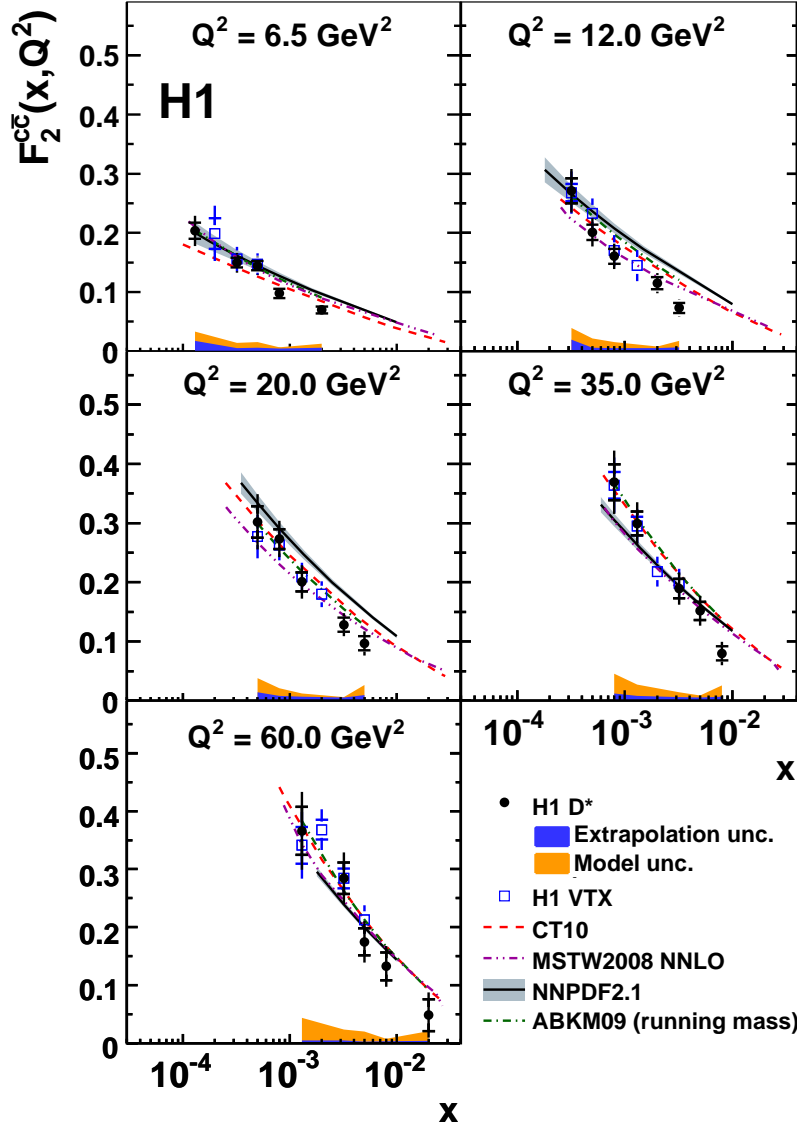 F₂^cc̄(x,Q²)
Q² = 6.5 GeV²
Q² = 12.0 GeV²
H1
0.5
0.4
0.3
0.2
0.1
0
Q² = 20.0 GeV²
Q² = 35.0 GeV²
0.5
0.4
0.3
0.2
0.1
0
10⁻⁴
10⁻³
10⁻²
x
Q² = 60.0 GeV²
0.5
0.4
0.3
0.2
0.1
0
10⁻⁴
10⁻³
10⁻²
x
H1 D*
Extrapolation unc.
Model unc.
H1 VTX
CT10
MSTW2008 NNLO
NNPDF2.1
ABKM09 (running mass)